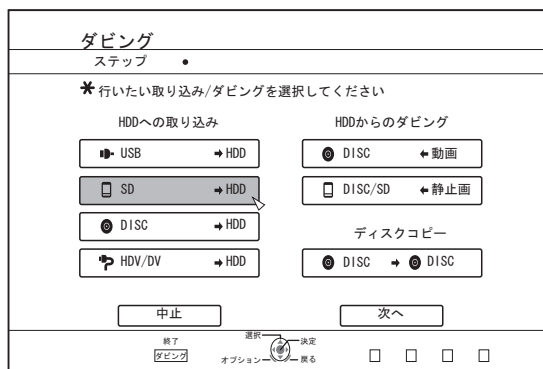 ダビング
ステップ
行いたい取り込み/ダビングを選択してください
HDDへの取り込み
USB → HDD
SD → HDD
DISC → HDD
HDV/DV → HDD
HDDからのダビング
DISC ← 動画
DISC/SD ← 静止画
ディスクコピー
DISC → DISC
中止
次へ
終了
ダビング
選択
決定
オプション
戻る